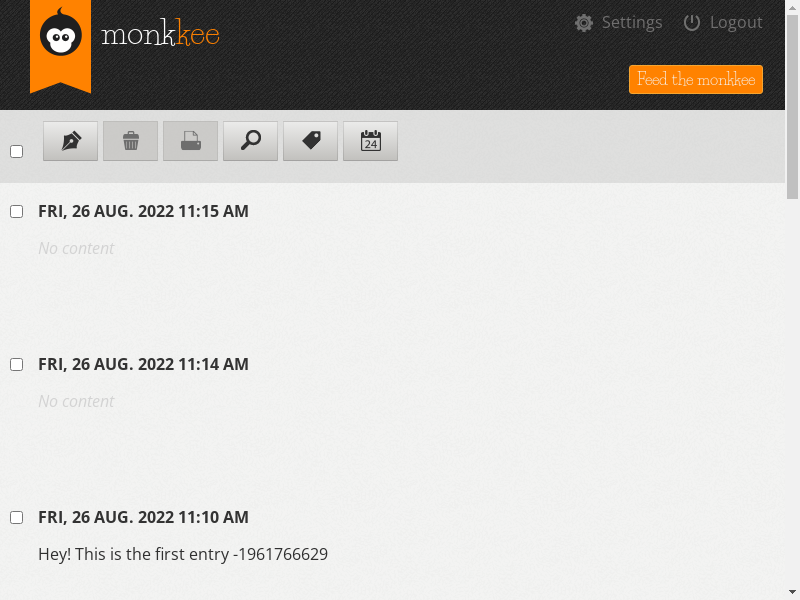 monkkee
Settings
Logout
Feed the monkkee
24
FRI, 26 AUG. 2022 11:15 AM
No content
FRI, 26 AUG. 2022 11:14 AM
No content
FRI, 26 AUG. 2022 11:10 AM
Hey! This is the first entry -1961766629